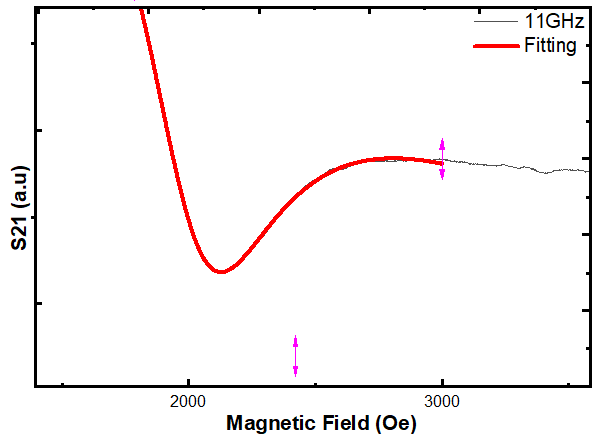 11GHz
Fitting
S21 (a.u)
2000
3000
Magnetic Field (Oe)